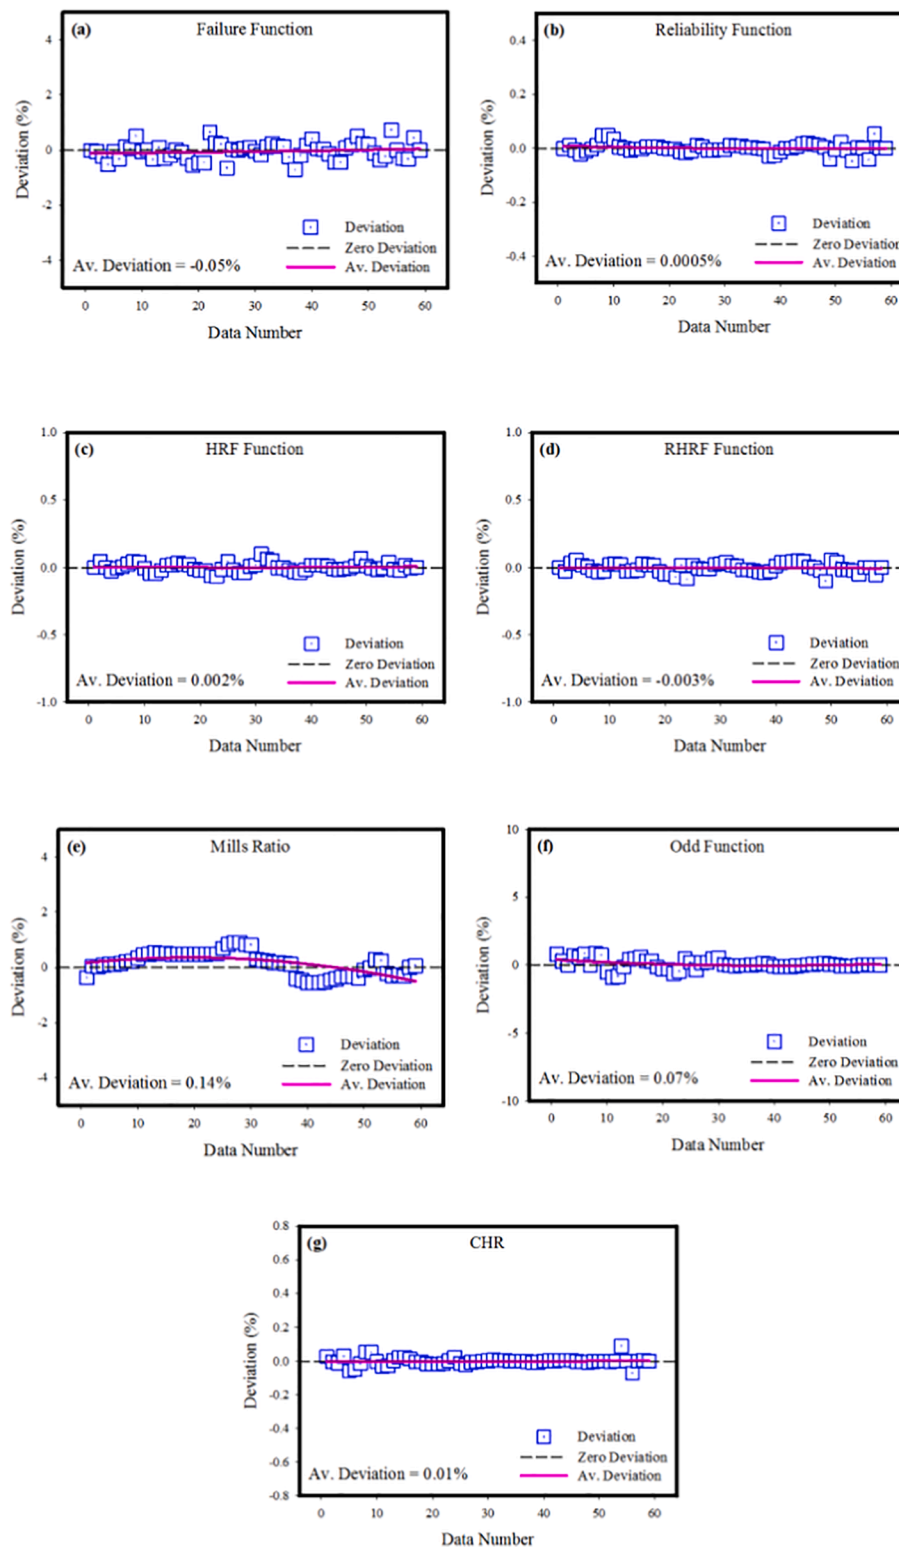 (a) Failure Function
4
2
0
-2
-4
Deviation (%)
Deviation
Zero Deviation
Av. Deviation
Av. Deviation = -0.05%
0 10 20 30 40 50 60
Data Number
(b) Reliability Function
0.4
0.2
0.0
-0.2
-0.4
Deviation (%)
Deviation
Zero Deviation
Av. Deviation
Av. Deviation = 0.0005%
0 10 20 30 40 50 60
Data Number
(c) HRF Function
1.0
0.5
0.0
-0.5
-1.0
Deviation (%)
Deviation
Zero Deviation
Av. Deviation
Av. Deviation = 0.002%
0 10 20 30 40 50 60
Data Number
(d) RHRF Function
1.0
0.5
0.0
-0.5
-1.0
Deviation (%)
Deviation
Zero Deviation
Av. Deviation
Av. Deviation = -0.003%
0 10 20 30 40 50 60
Data Number
(e) Mills Ratio
4
2
0
-2
-4
Deviation (%)
Deviation
Zero Deviation
Av. Deviation
Av. Deviation = 0.14%
0 10 20 30 40 50 60
Data Number
(f) Odd Function
10
5
0
-5
-10
Deviation (%)
Deviation
Zero Deviation
Av. Deviation
Av. Deviation = 0.07%
0 10 20 30 40 50 60
Data Number
(g) CHR
0.8
0.6
0.4
0.2
0.0
-0.2
-0.4
-0.6
-0.8
Deviation (%)
Deviation
Zero Deviation
Av. Deviation
Av. Deviation = 0.01%
0 10 20 30 40 50 60
Data Number